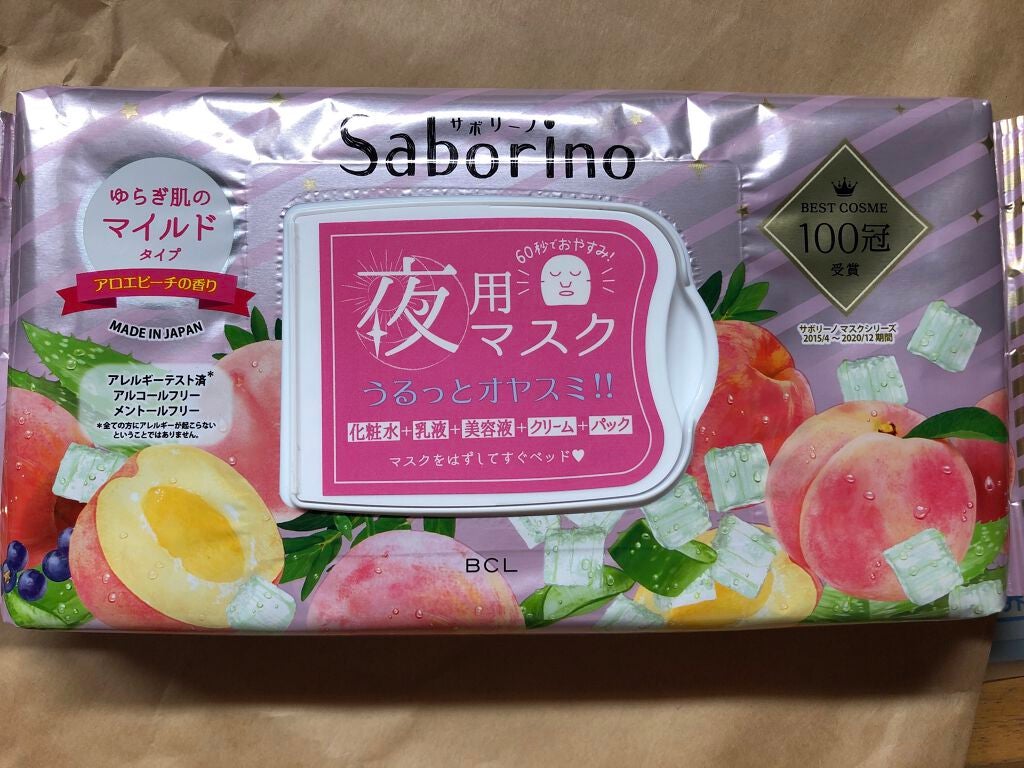 サボリーノ
Saborino
ゆらぎ肌の
マイルド
タイプ
アロエピーチの香り
MADE IN JAPAN
アレルギーテスト済*
アルコールフリー
メントールフリー
*全ての方にアレルギーが起こらない
ということではありません。
60秒でおやすみ!
夜用
マスク
うるっとオヤスミ!!
化粧水+乳液+美容液+クリーム+パック
マスクをはずしてすぐベッド♥
BCL
BEST COSME
100冠
受賞
サボリーノ マスクシリーズ
2015/4 ～2020/12 期間